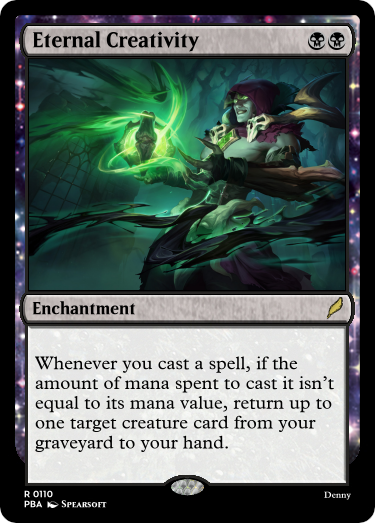 Eternal Creativity
Enchantment
Whenever you cast a spell, if the
amount of mana spent to cast it isn't
equal to its mana value, return up to
one target creature card from your
graveyard to your hand.
R 0110
Denny
PBA SPEARSOFT